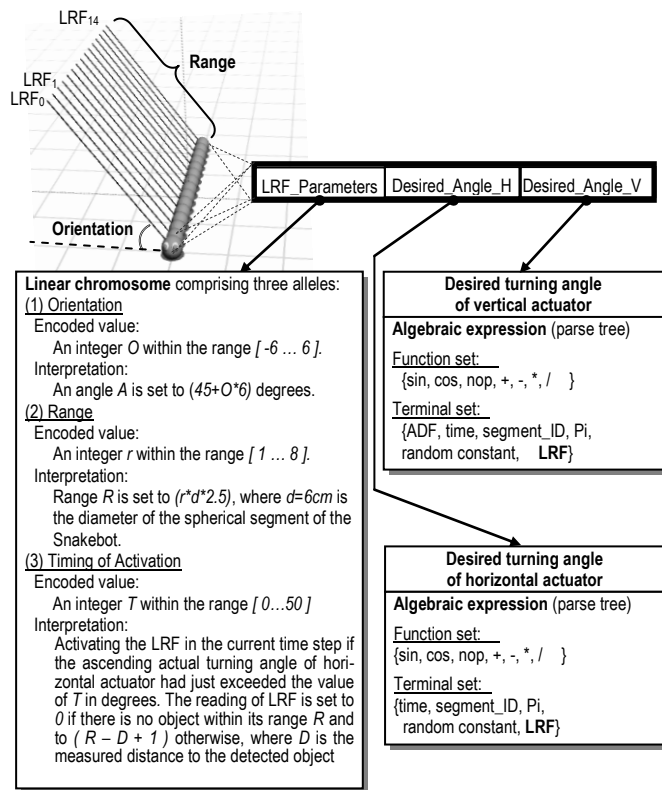 LRF14
Range
LRF1
LRF0
Orientation
LRF_Parameters Desired_Angle_H Desired_Angle_V
Linear chromosome comprising three alleles:
(1) Orientation
Encoded value:
An integer O within the range [ -6 … 6 ].
Interpretation:
An angle A is set to (45+O*6) degrees.
(2) Range
Encoded value:
An integer r within the range [ 1 … 8 ].
Interpretation:
Range R is set to (r*d*2.5), where d=6cm is
the diameter of the spherical segment of the
Snakebot.
(3) Timing of Activation
Encoded value:
An integer T within the range [ 0…50 ]
Interpretation:
Activating the LRF in the current time step if
the ascending actual turning angle of hori-
zontal actuator had just exceeded the value
of T in degrees. The reading of LRF is set to
0 if there is no object within its range R and
to ( R – D + 1 ) otherwise, where D is the
measured distance to the detected object
Desired turning angle
of vertical actuator
Algebraic expression (parse tree)
Function set:
{sin, cos, nop, +, -, *, / }
Terminal set:
{ADF, time, segment_ID, Pi,
random constant, LRF}
Desired turning angle
of horizontal actuator
Algebraic expression (parse tree)
Function set:
{sin, cos, nop, +, -, *, / }
Terminal set:
{time, segment_ID, Pi,
random constant, LRF}